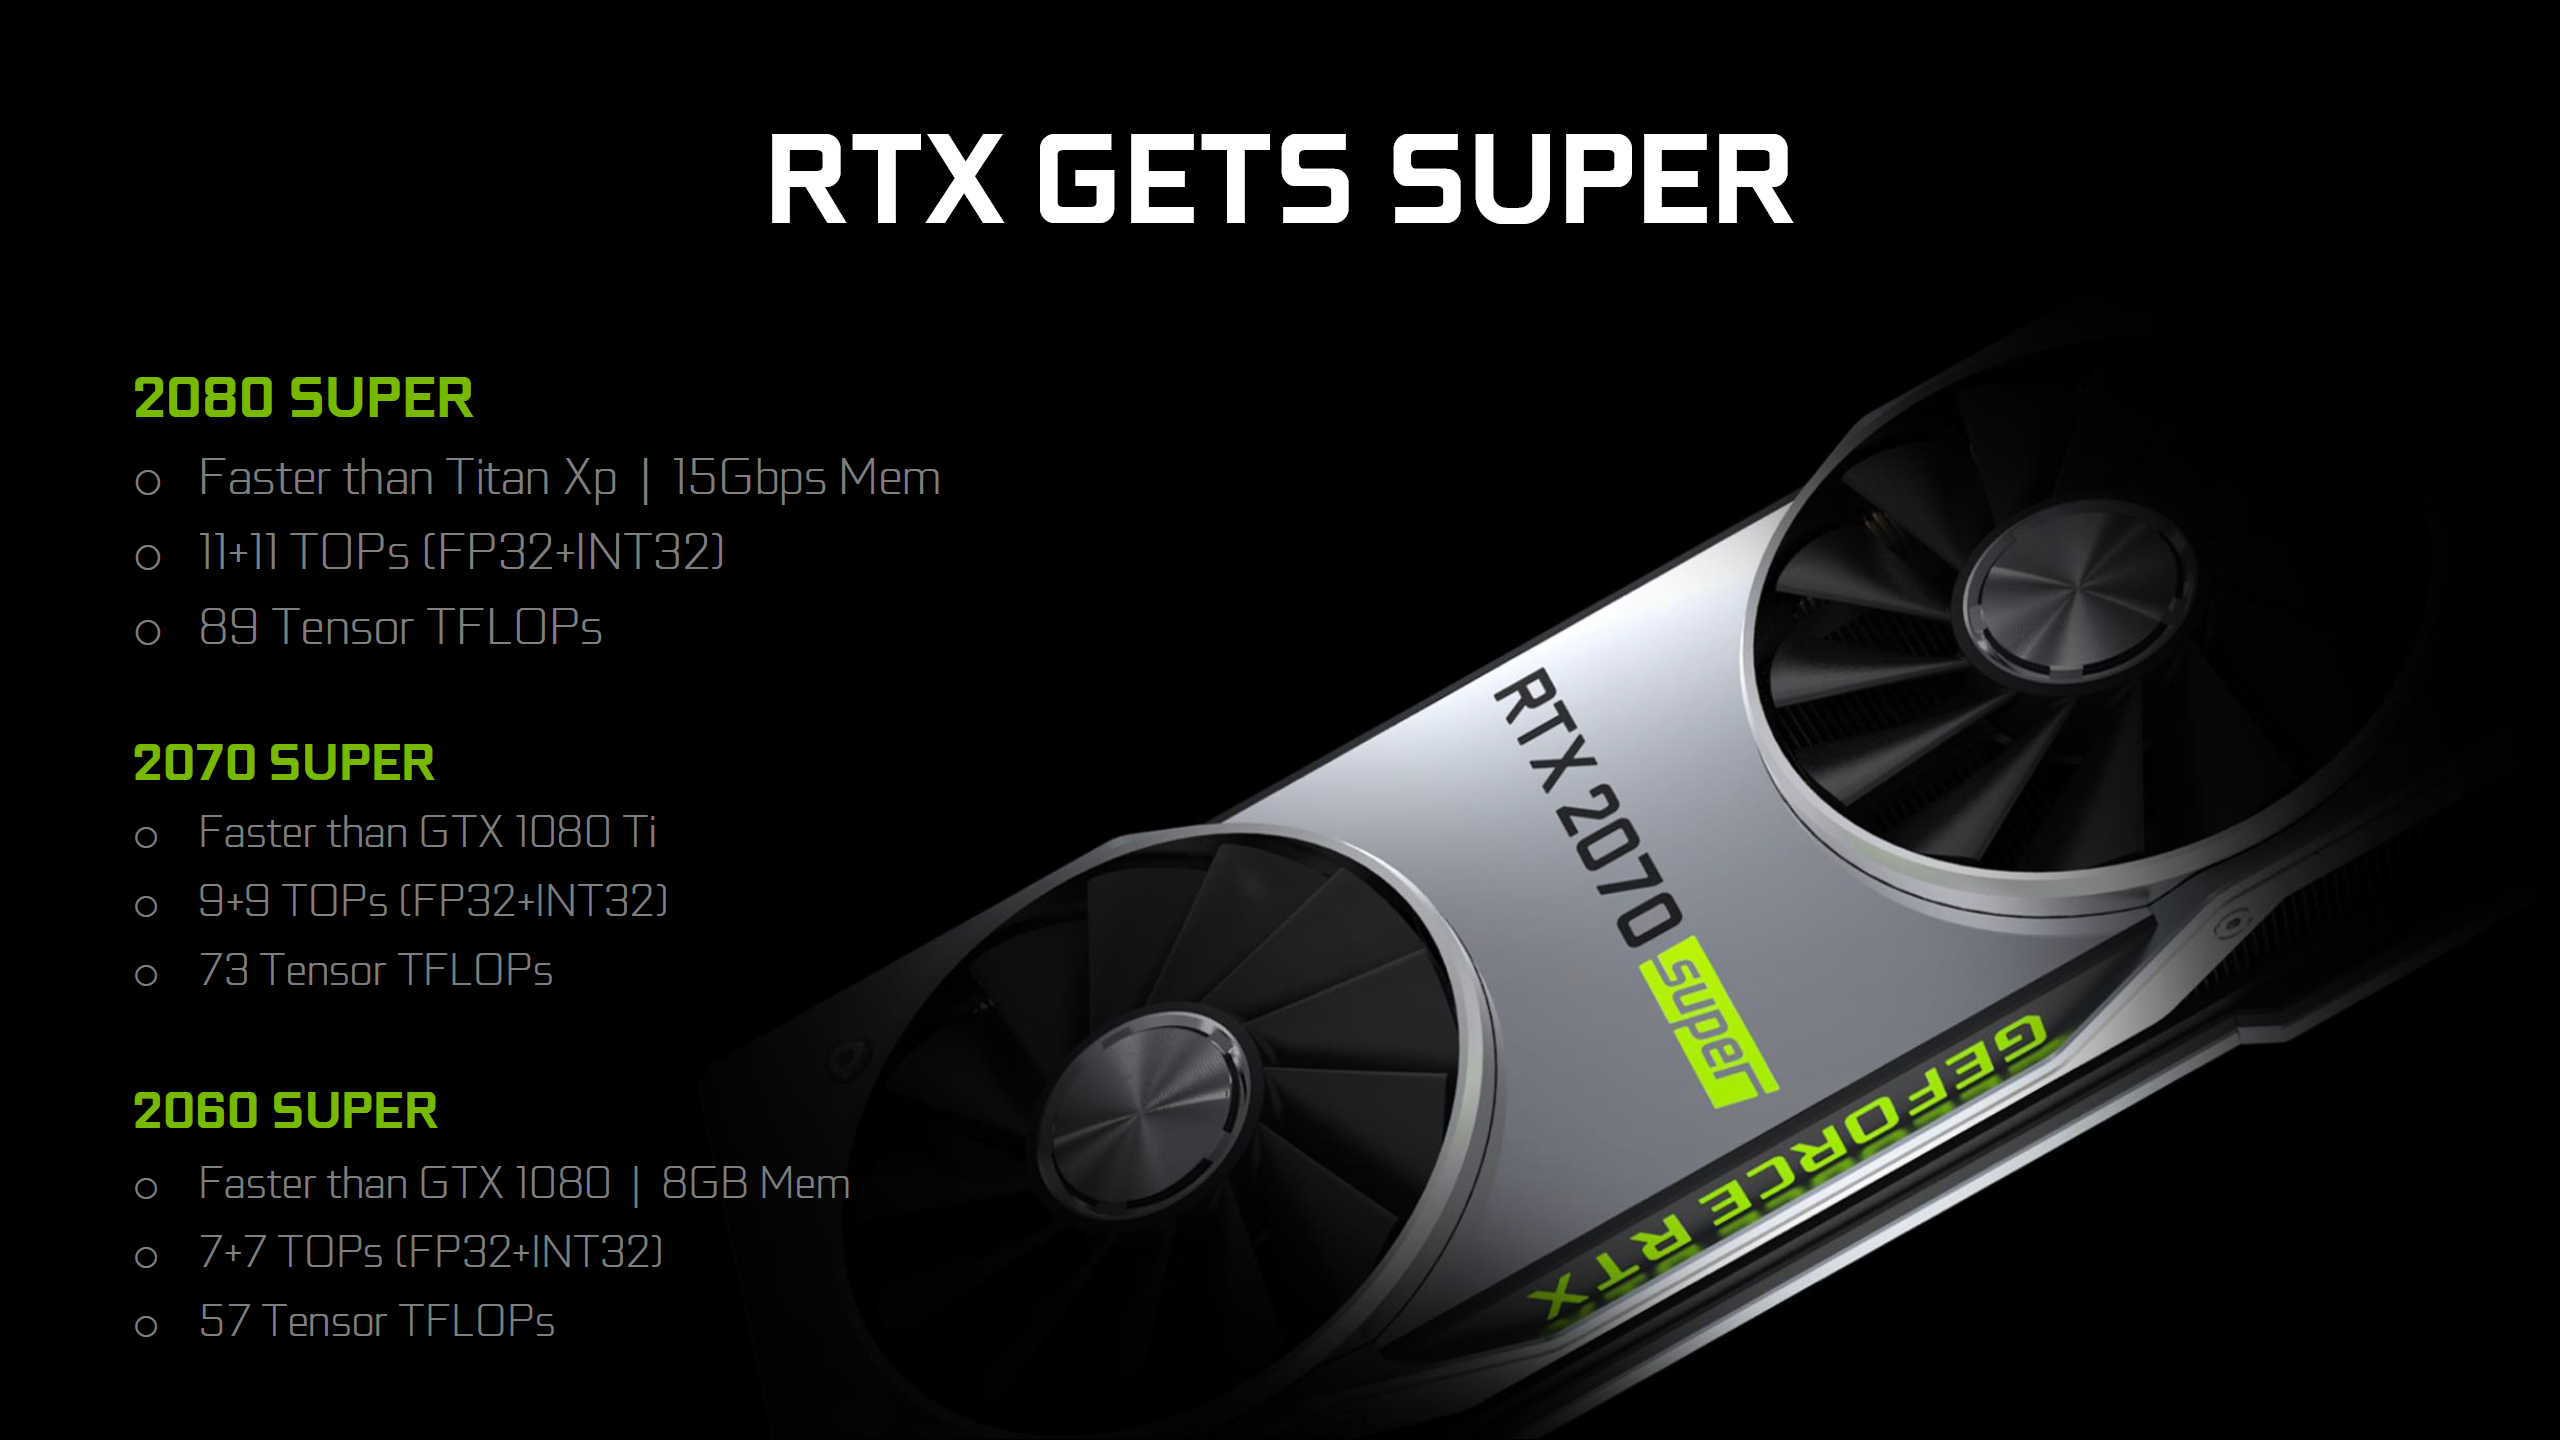 RTX GETS SUPER
2080 SUPER
o Faster than Titan Xp | 15Gbps Mem
o 11+11 TOPs (FP32+INT32)
o 89 Tensor TFLOPs
2070 SUPER
o Faster than GTX 1080 Ti
o 9+9 TOPs (FP32+INT32)
o 73 Tensor TFLOPs
2060 SUPER
o Faster than GTX 1080 | 8GB Mem
o 7+7 TOPs (FP32+INT32)
o 57 Tensor TFLOPs
RTX 2070 SUPER
GEFORCE RTX